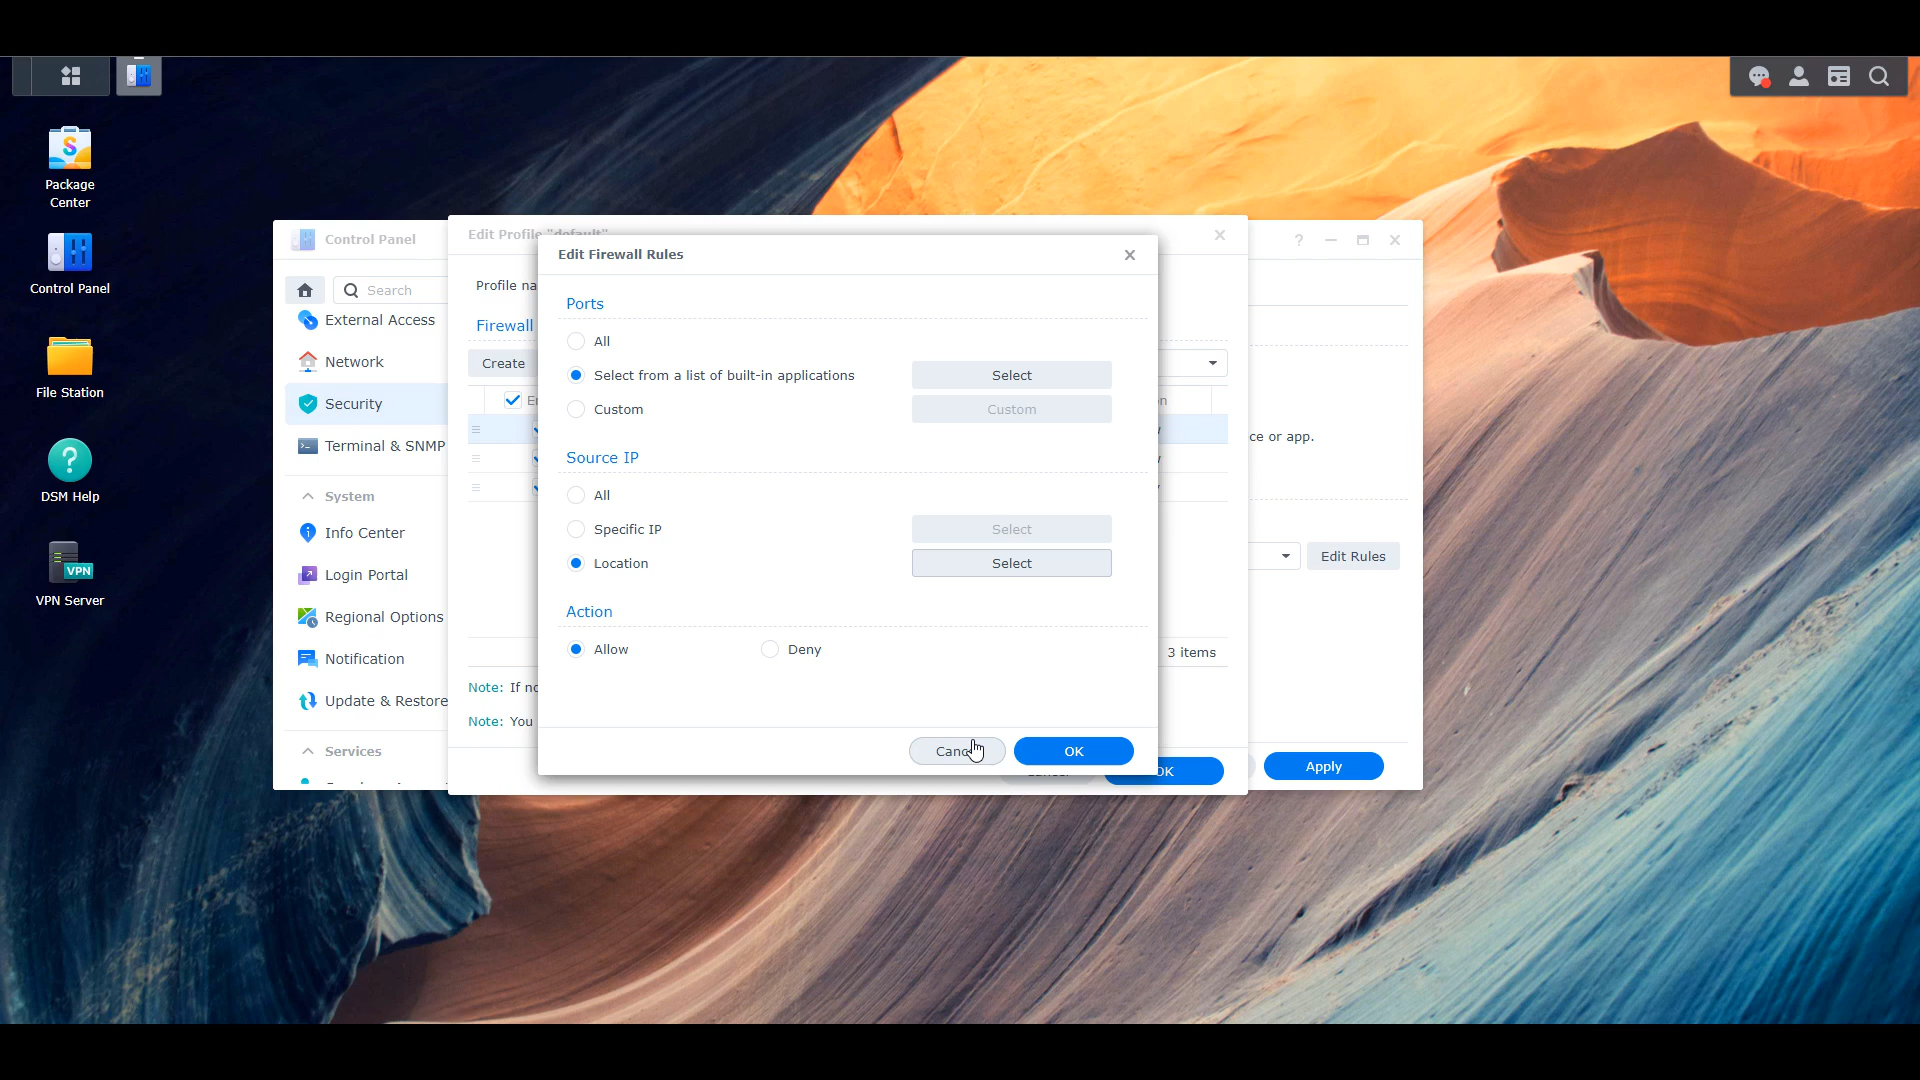 Package
Center
Control Panel
File Station
DSM Help
VPN
VPN Server
Control Panel
Search
External Access
Network
Security
Terminal & SNMP
System
Info Center
Login Portal
Regional Options
Notification
Update & Restore
Services
Edit Profile "default"
Profile na
Firewall
Create
3 items
Note: If no
Note: You
OK
Edit Firewall Rules
Ports
All
Select from a list of built-in applications
Select
Custom
Custom
Source IP
All
Specific IP
Select
Location
Select
Action
Allow
Deny
Canc
OK
ce or app.
Edit Rules
Apply